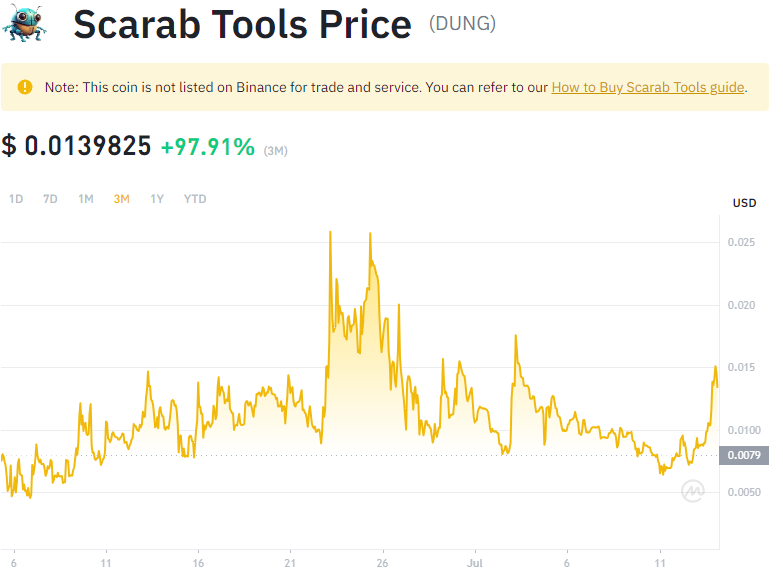 Scarab Tools Price (DUNG)
Note: This coin is not listed on Binance for trade and service. You can refer to our How to Buy Scarab Tools guide.
$ 0.0139825 +97.91% (3M)
1D 7D 1M 3M 1Y YTD
USD
0.025
0.020
0.015
0.0100
0.0079
0.0050
6 11 16 21 26 Jul 6 11